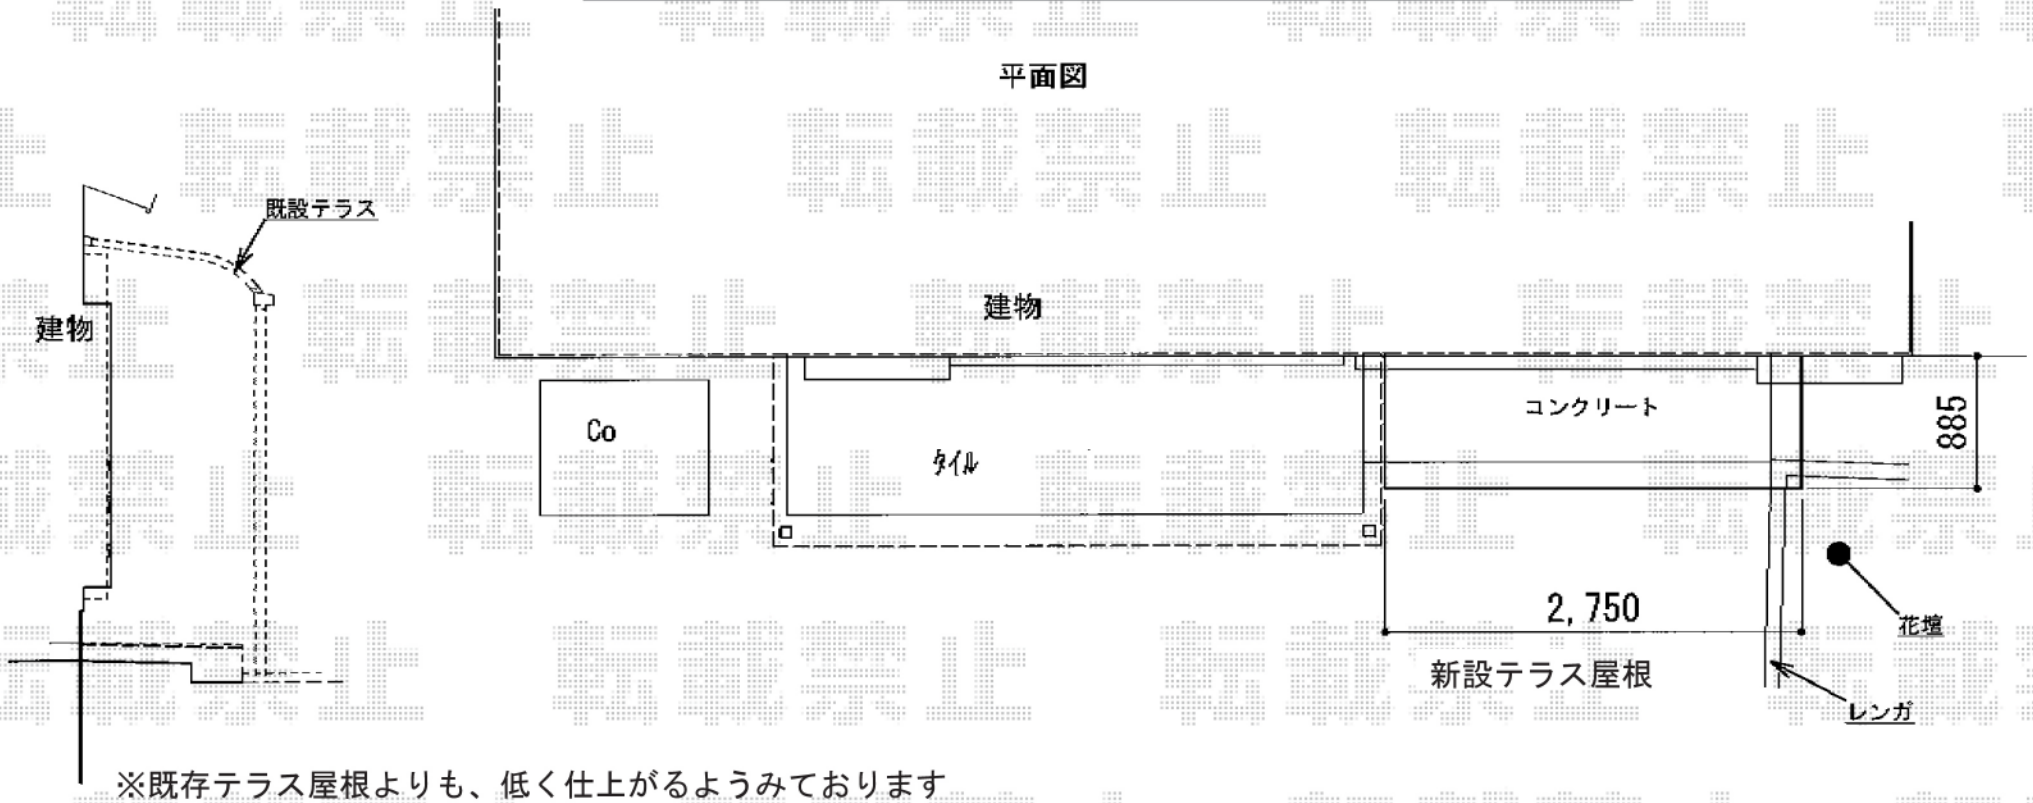 平面図
既設テラス
建物
建物
Co
タイル
コンクリート
885
2,750
新設テラス屋根
花壇
レンガ
※既存テラス屋根よりも、低く仕上がるようみております
転載禁止